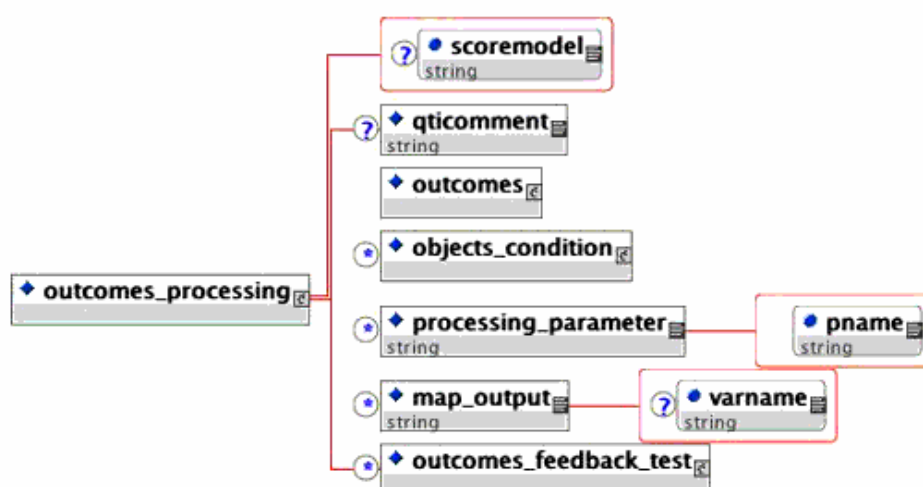 ? scoremodel
string
? qticomment
string
outcomes
* objects_condition
outcomes_processing
* processing_parameter
string
pname
string
* map_output
string
? varname
string
* outcomes_feedback_test